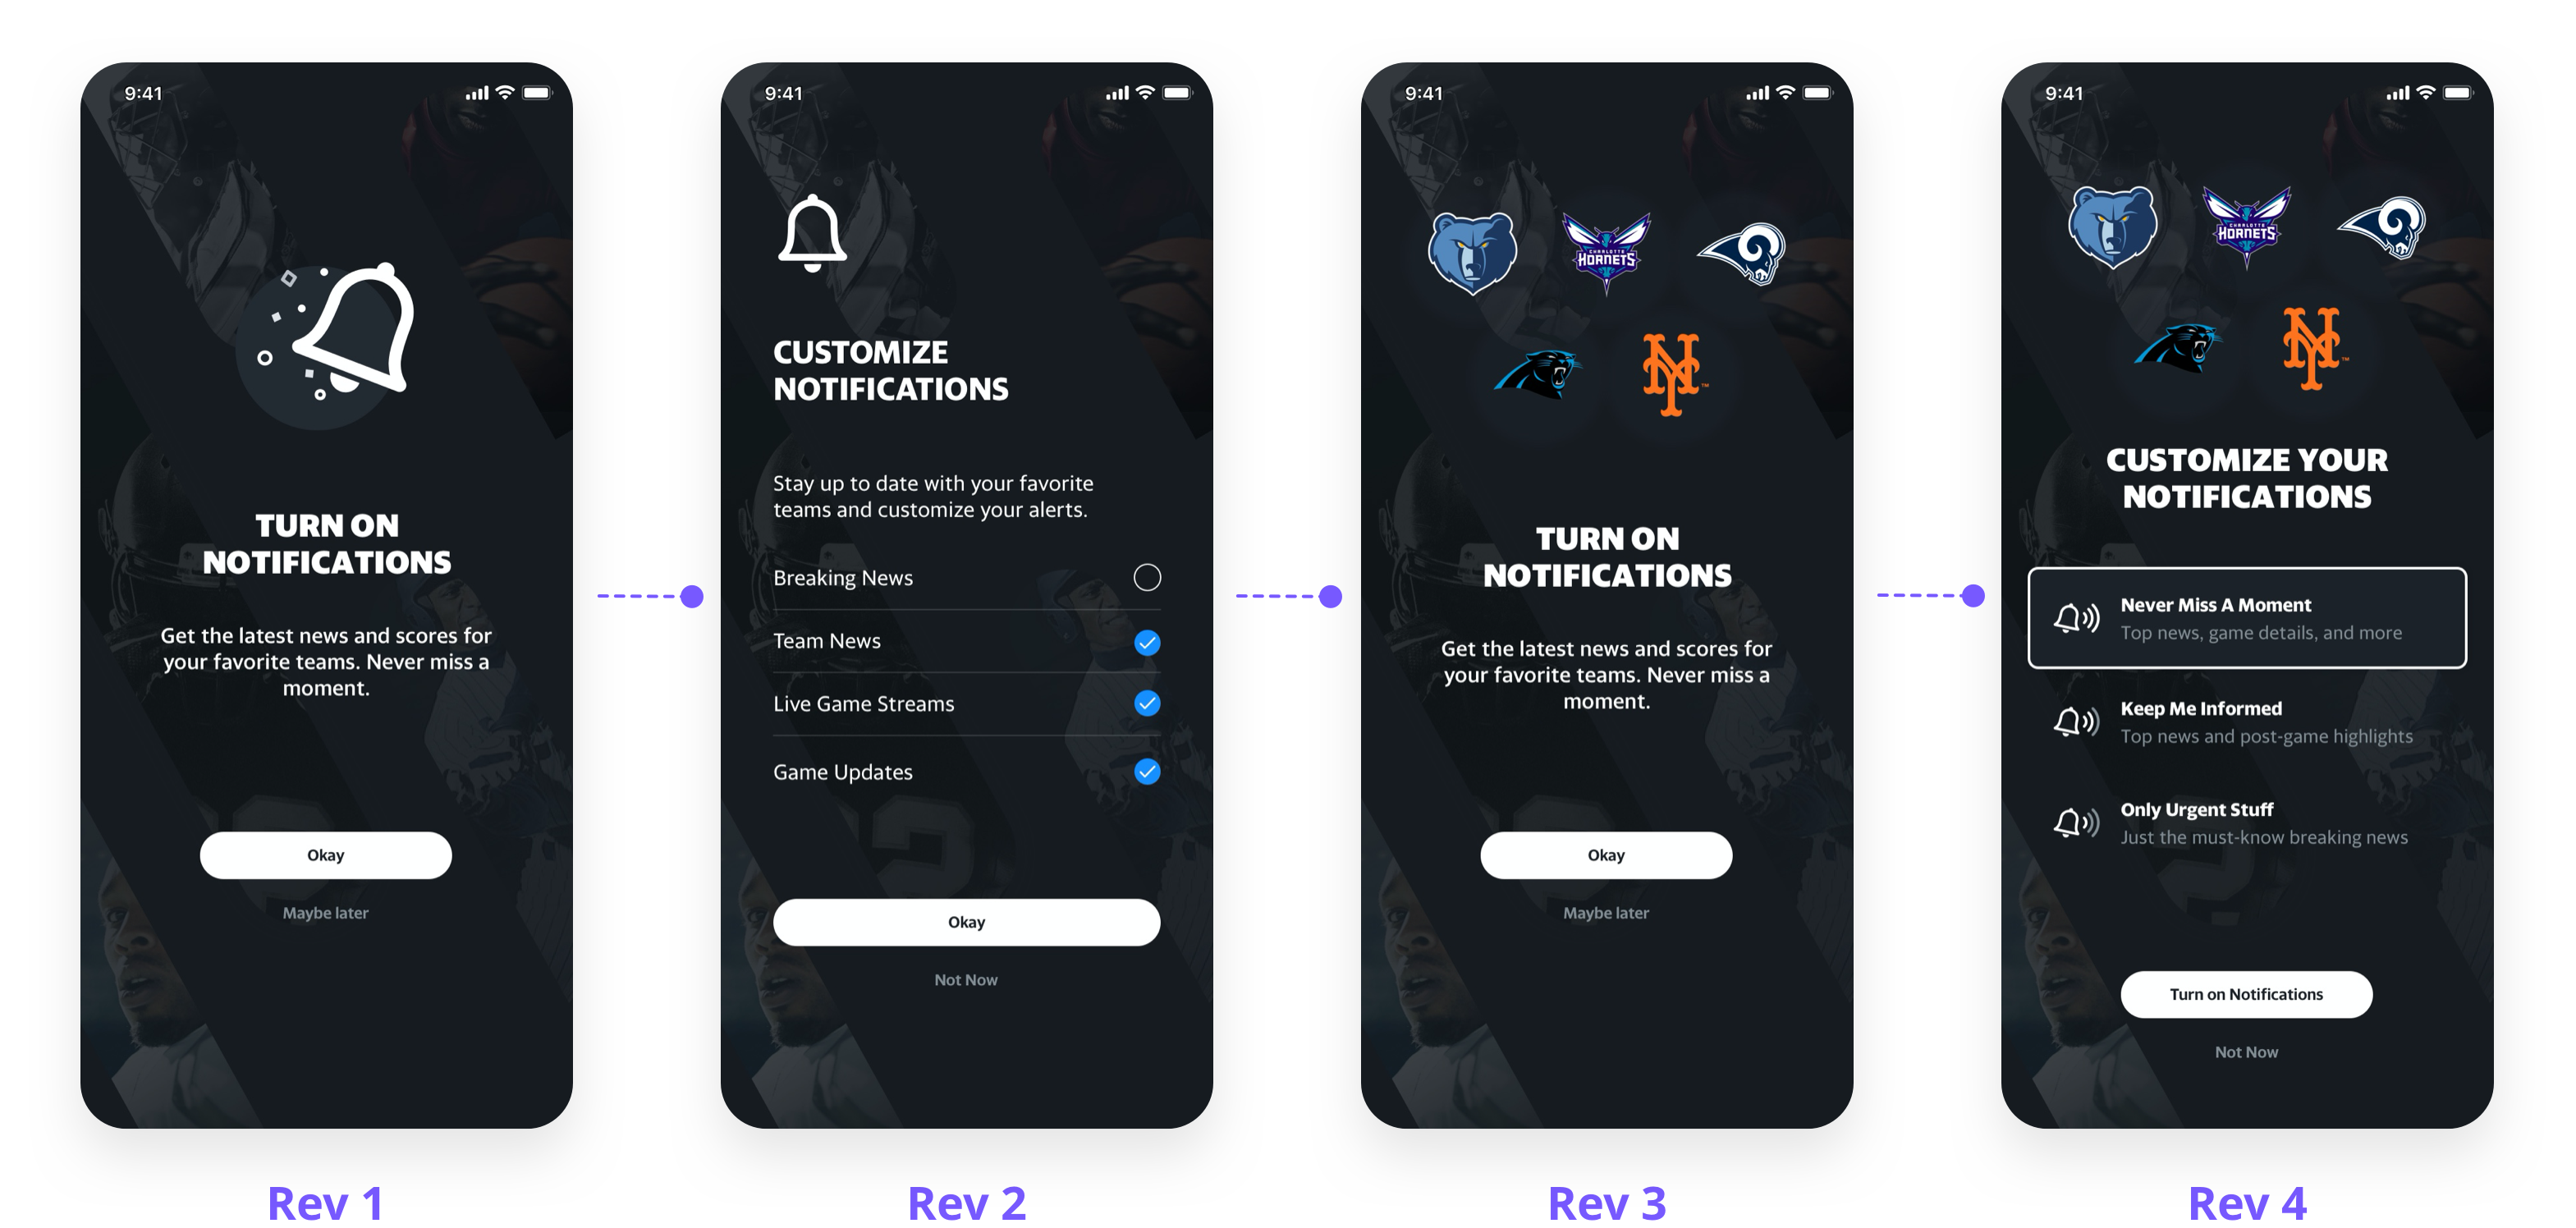 9:41
TURN ON
NOTIFICATIONS
Get the latest news and scores for
your favorite teams. Never miss a
moment.
Okay
Maybe later
Rev 1
9:41
CUSTOMIZE
NOTIFICATIONS
Stay up to date with your favorite
teams and customize your alerts.
Breaking News
Team News
Live Game Streams
Game Updates
Okay
Not Now
Rev 2
9:41
CHARLOTTE
HORNETS
NY
™
TURN ON
NOTIFICATIONS
Get the latest news and scores for
your favorite teams. Never miss a
moment.
Okay
Maybe later
Rev 3
9:41
CHARLOTTE
HORNETS
NY
™
CUSTOMIZE YOUR
NOTIFICATIONS
Never Miss A Moment
Top news, game details, and more
Keep Me Informed
Top news and post-game highlights
Only Urgent Stuff
Just the must-know breaking news
Turn on Notifications
Not Now
Rev 4